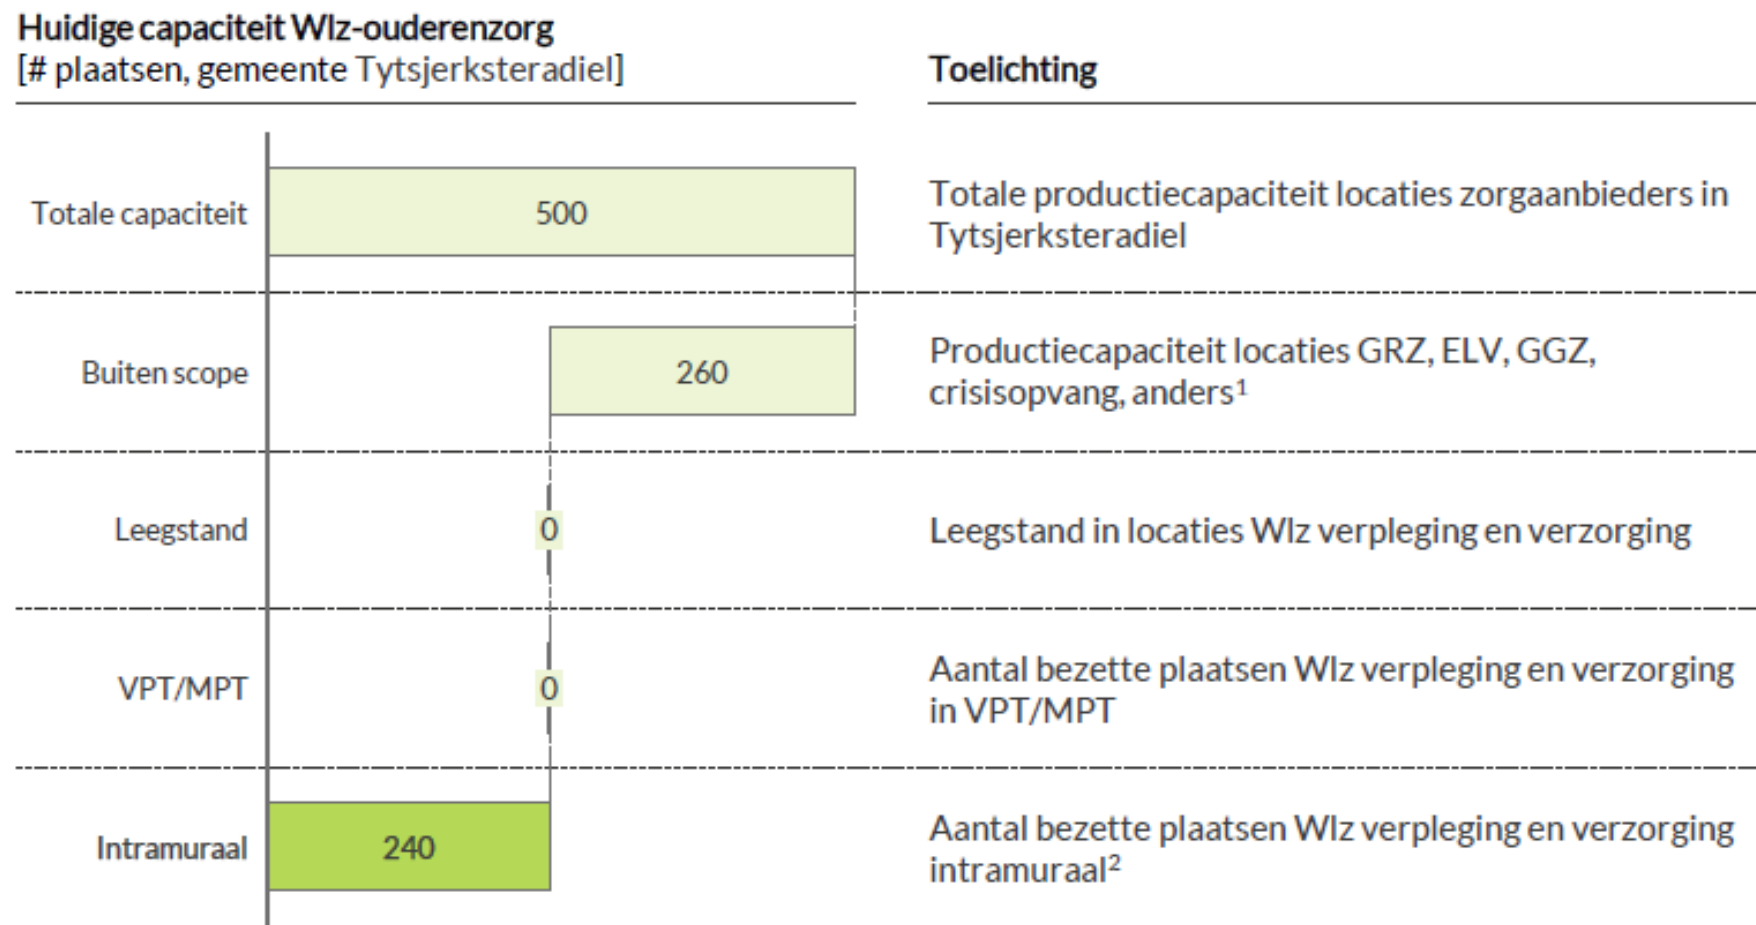 Huidige capaciteit Wlz-ouderenzorg
[# plaatsen, gemeente Tytsjerksteradiel]
Toelichting
Totale capaciteit
500
Totale productiecapaciteit locaties zorgaanbieders in
Tytsjerksteradiel
Buiten scope
260
Productiecapaciteit locaties GRZ, ELV, GGZ,
crisisopvang, anders¹
Leegstand
0
Leegstand in locaties Wlz verpleging en verzorging
VPT/MPT
0
Aantal bezette plaatsen Wlz verpleging en verzorging
in VPT/MPT
Intramuraal
240
Aantal bezette plaatsen Wlz verpleging en verzorging
intramuraal²